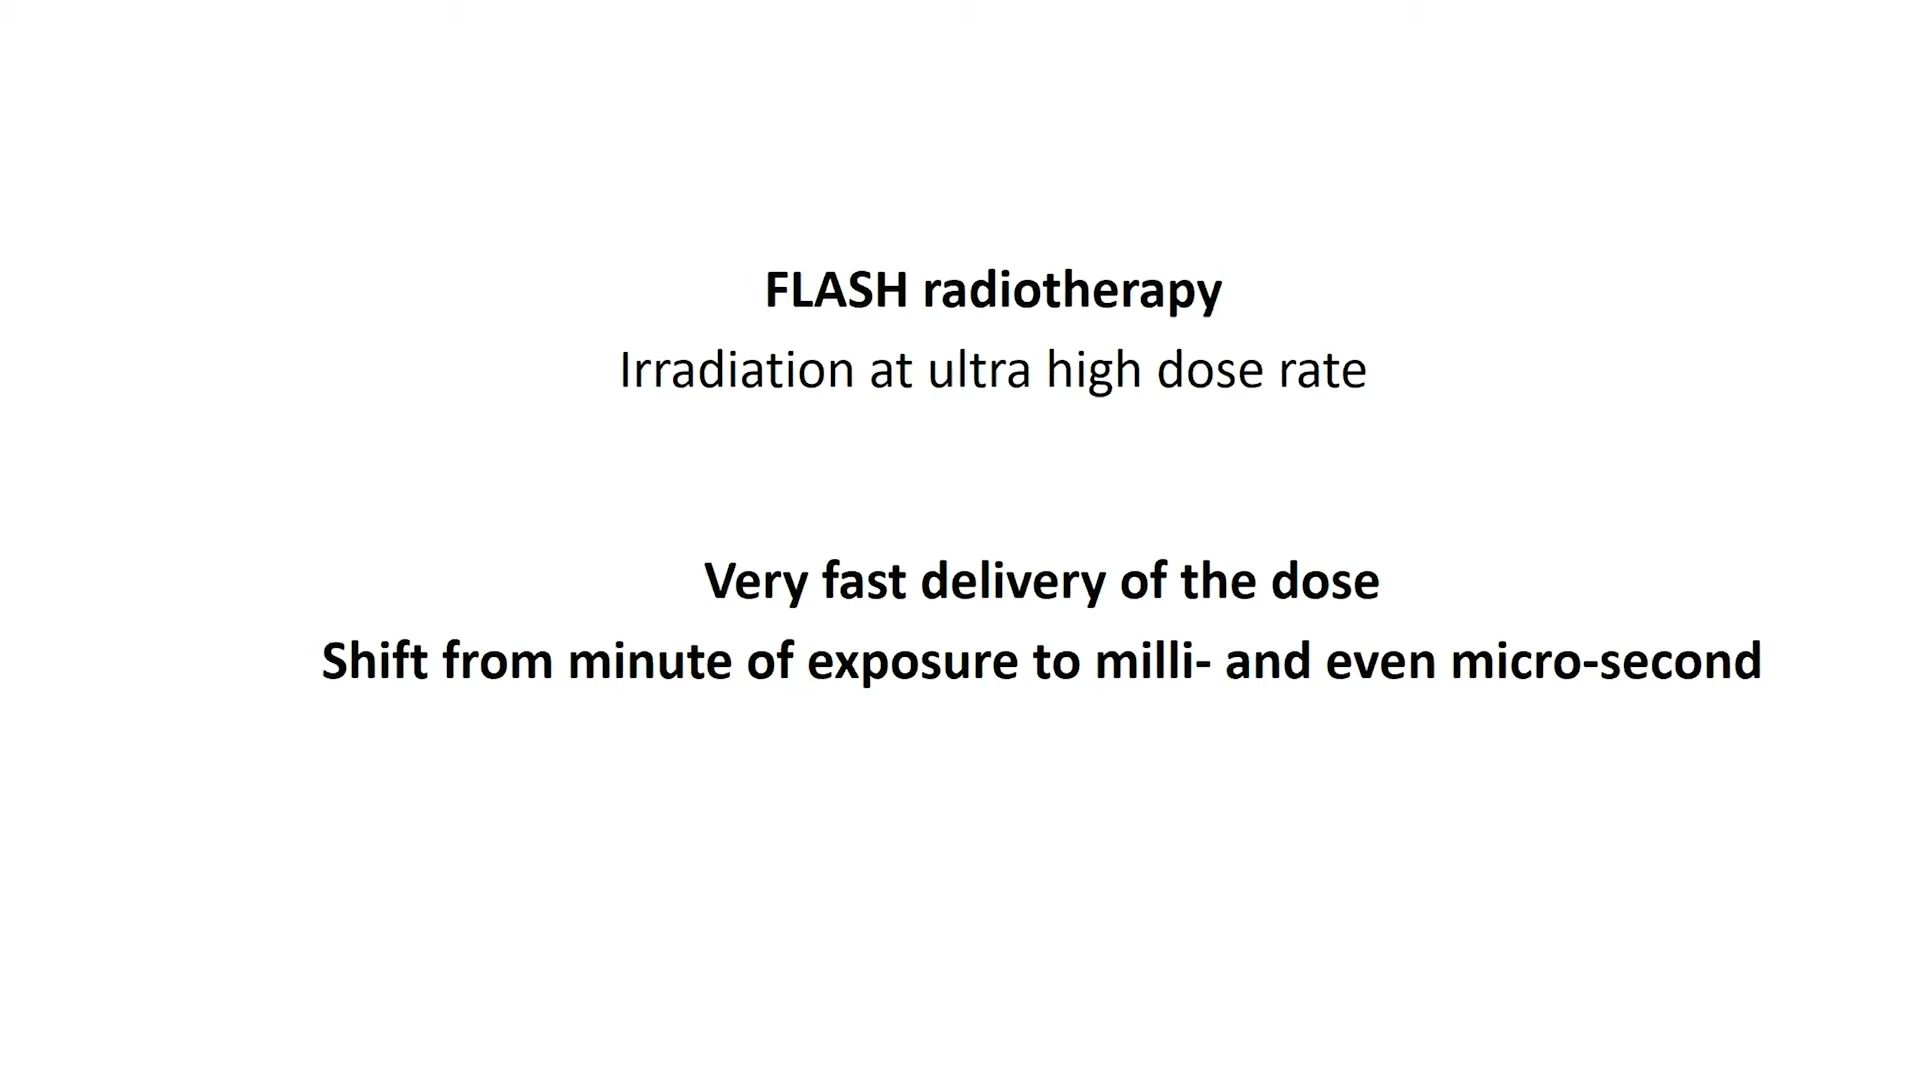 FLASH radiotherapy
Irradiation at ultra high dose rate
Very fast delivery of the dose
Shift from minute of exposure to milli- and even micro-second